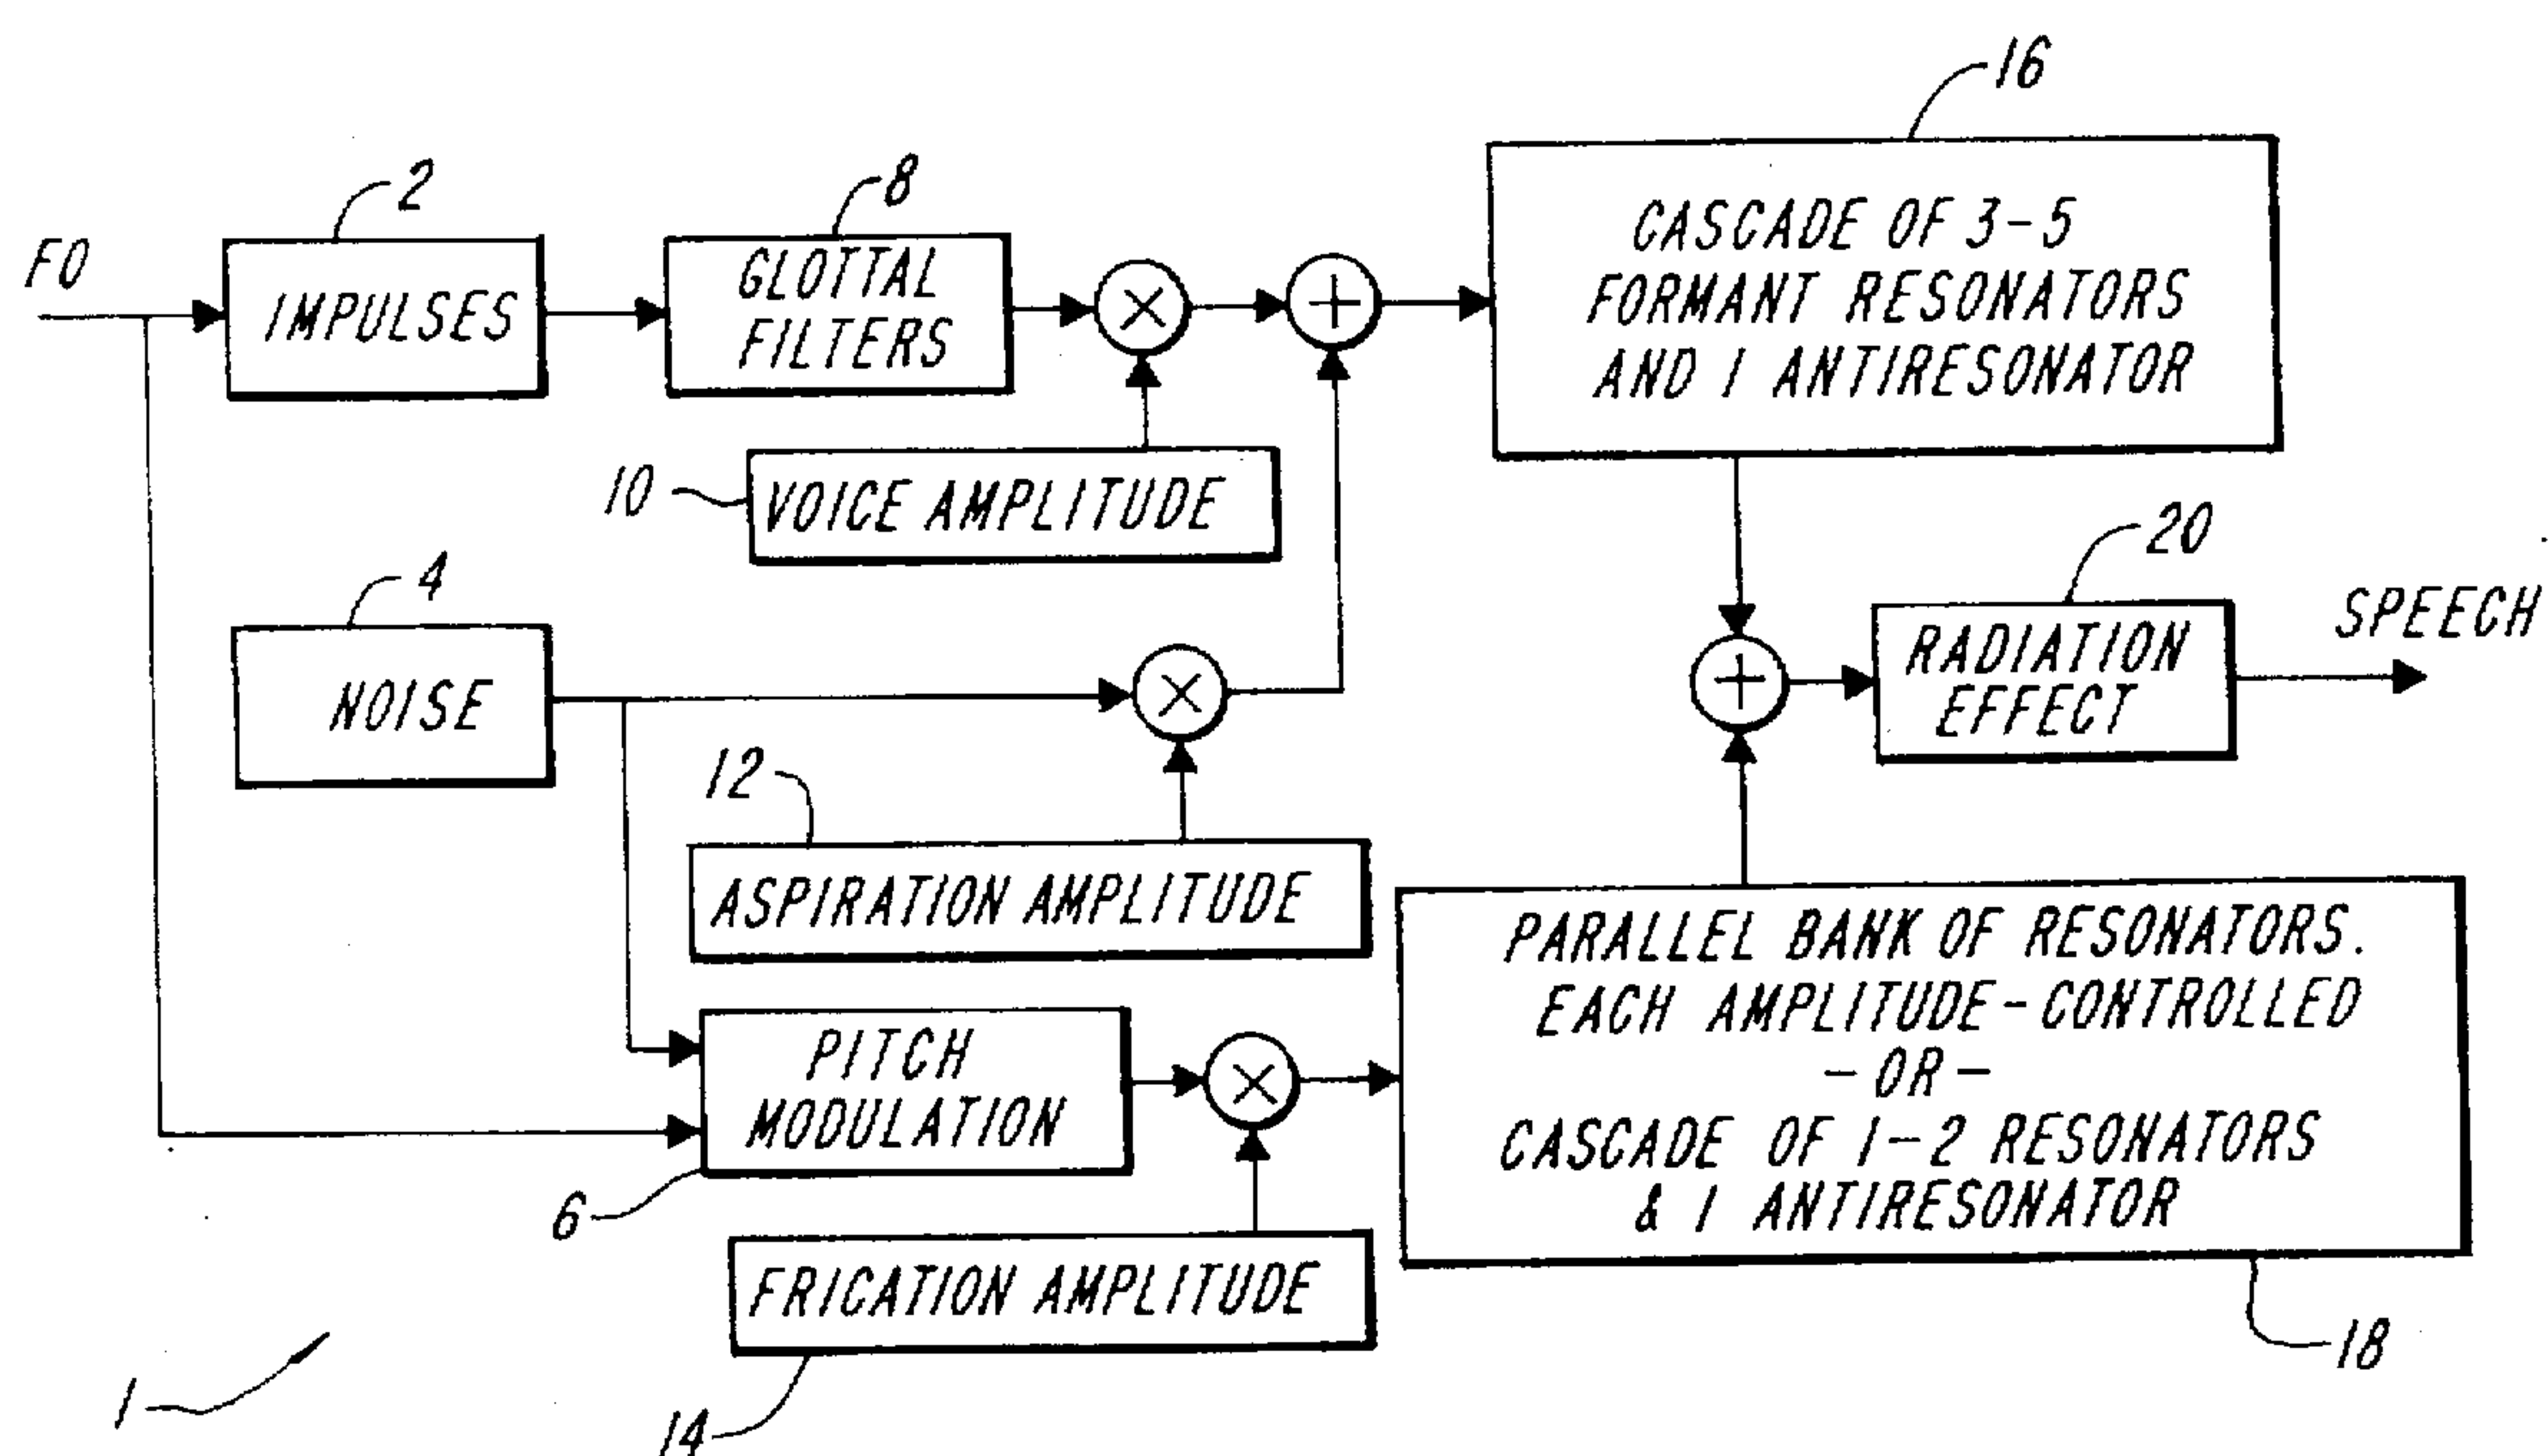 16
2
8
F0
IMPULSES
GLOTTAL
FILTERS
×
+
CASCADE OF 3-5
FORMANT RESONATORS
AND 1 ANTIRESONATOR
10
VOICE AMPLITUDE
4
NOISE
×
20
+
RADIATION
EFFECT
SPEECH
12
ASPIRATION AMPLITUDE
PITCH
MODULATION
6
×
PARALLEL BANK OF RESONATORS.
EACH AMPLITUDE-CONTROLLED
-OR-
CASCADE OF 1-2 RESONATORS
& 1 ANTIRESONATOR
FRICATION AMPLITUDE
18
1
14